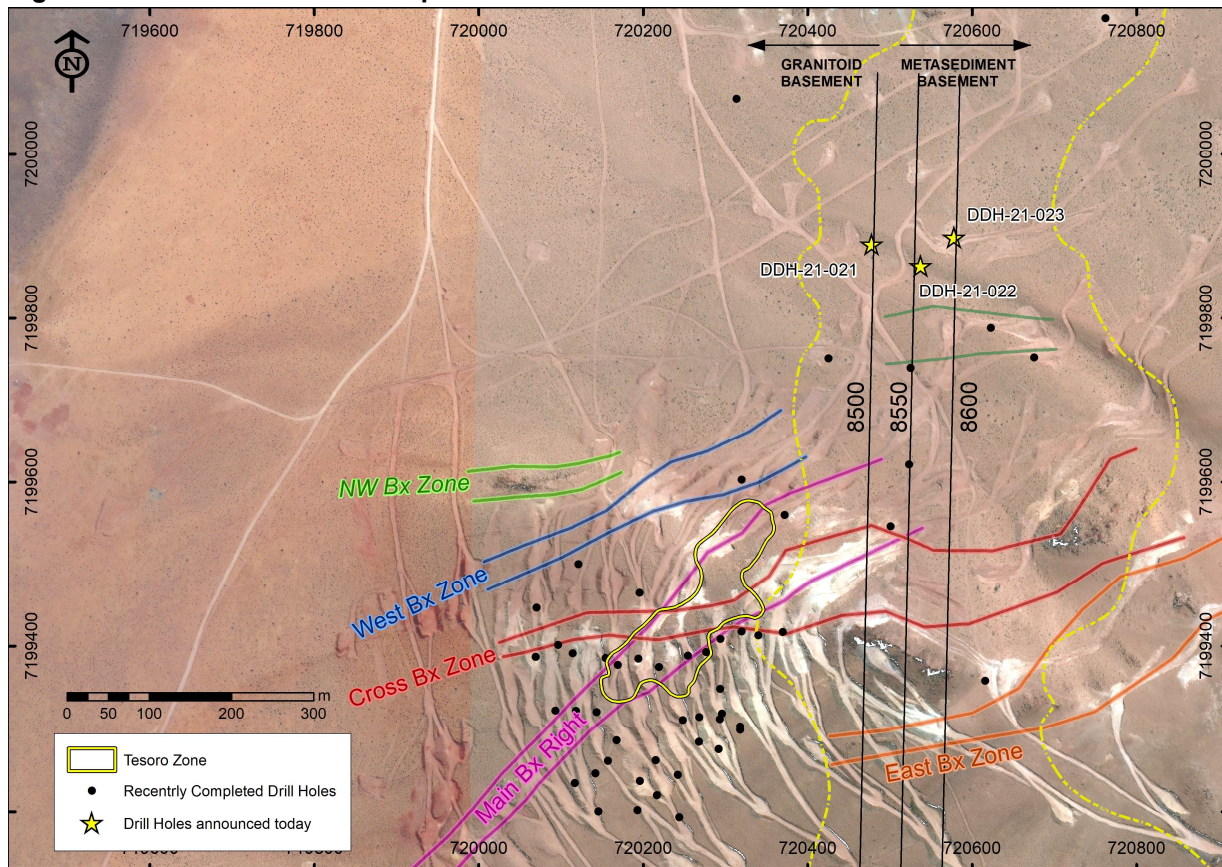 719600
720000
720200
720400
720600
720800
N
GRANITOID
BASEMENT
METASEDIMENT
BASEMENT
7200000
7200000
DDH-21-023
DDH-21-021
DDH-21-022
7199800
7199800
8500
8550
8600
7199600
7199600
NW Bx Zone
West Bx Zone
7199400
7199400
Cross Bx Zone
Main Bx Right
East Bx Zone
0 50 100 200 300 m
Tesoro Zone
Recentrly Completed Drill Holes
Drill Holes announced today
720000
720200
720400
720600
720800